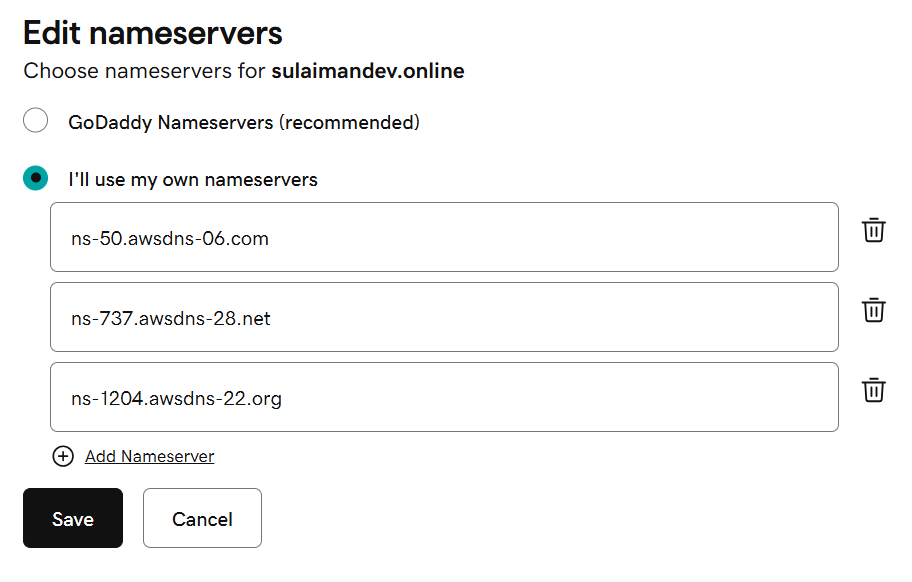 Edit nameservers
Choose nameservers for sulaimandev.online
GoDaddy Nameservers (recommended)
I'll use my own nameservers
ns-50.awsdns-06.com
ns-737.awsdns-28.net
ns-1204.awsdns-22.org
Add Nameserver
Save
Cancel